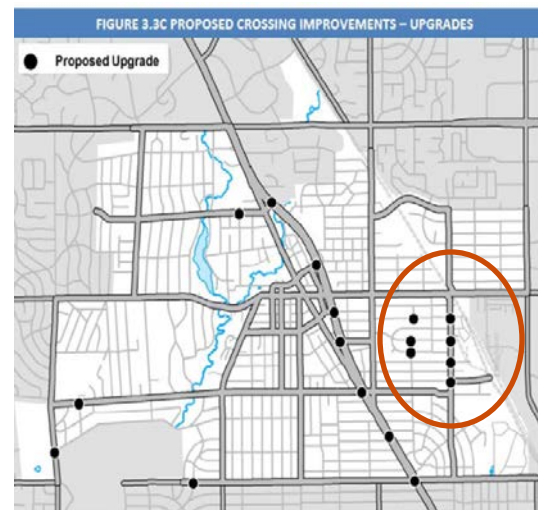 FIGURE 3.3C PROPOSED CROSSING IMPROVEMENTS – UPGRADES
Proposed Upgrade